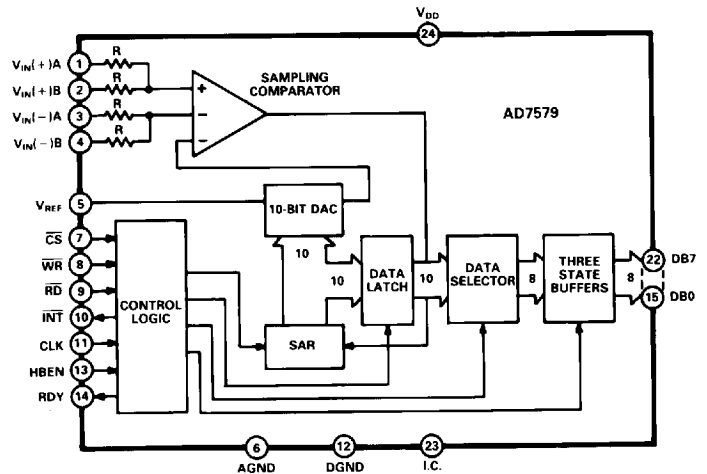 VDD
24
VIN(+)A 1 R
VIN(+)B 2 R
VIN(−)A 3 R
VIN(−)B 4 R
+
−
−
SAMPLING
COMPARATOR
AD7579
VREF 5
10-BIT DAC
CS 7
WR 8
RD 9
INT 10
CLK 11
HBEN 13
RDY 14
CONTROL
LOGIC
10
10
SAR
DATA
LATCH
10
DATA
SELECTOR
8
THREE
STATE
BUFFERS
8
22 DB7
15 DB0
6
AGND
12
DGND
23
I.C.